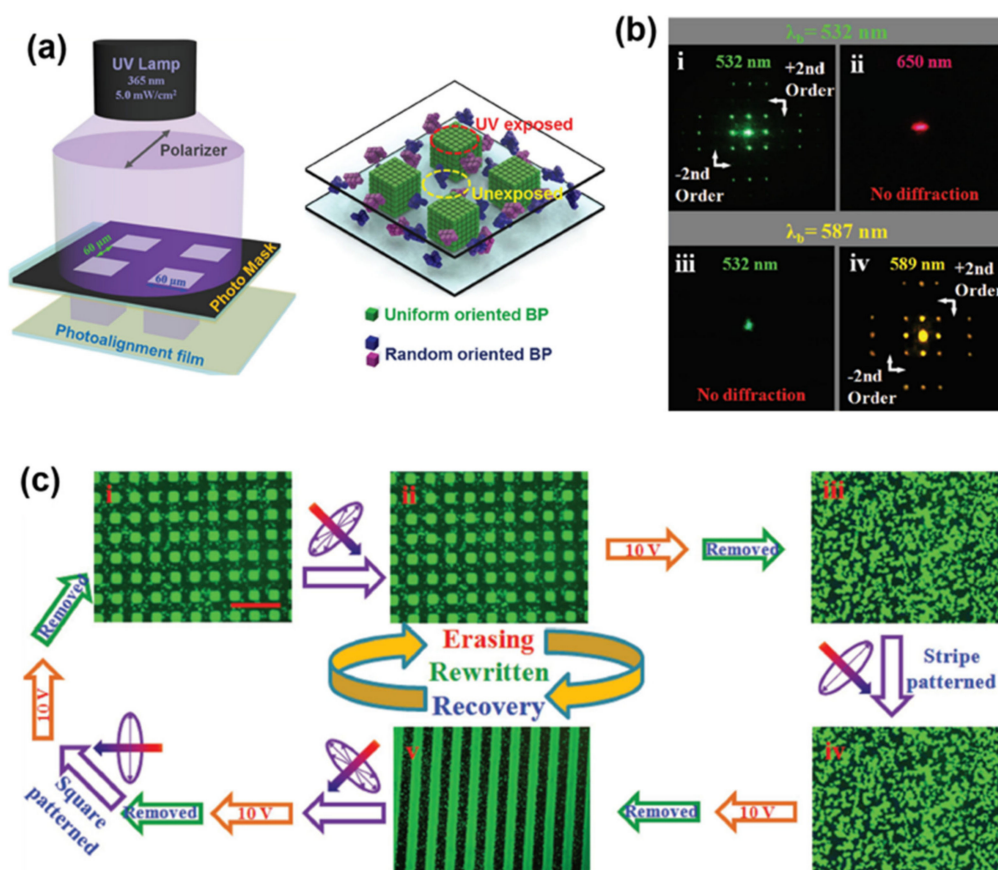 (a)
UV Lamp
365 nm
5.0 mW/cm²
Polarizer
60 μm
60 μm
Photo Mask
Photoalignment film
UV exposed
Unexposed
Uniform oriented BP
Random oriented BP
(b)
λb = 532 nm
i
532 nm
+2nd
Order
-2nd
Order
ii
650 nm
No diffraction
λb = 587 nm
iii
532 nm
No diffraction
iv
589 nm
+2nd
Order
-2nd
Order
(c)
i
ii
10 V
Removed
iii
Removed
Erasing
Rewritten
Recovery
Stripe
patterned
10 V
Square
patterned
Removed
10 V
v
Removed
10 V
iv